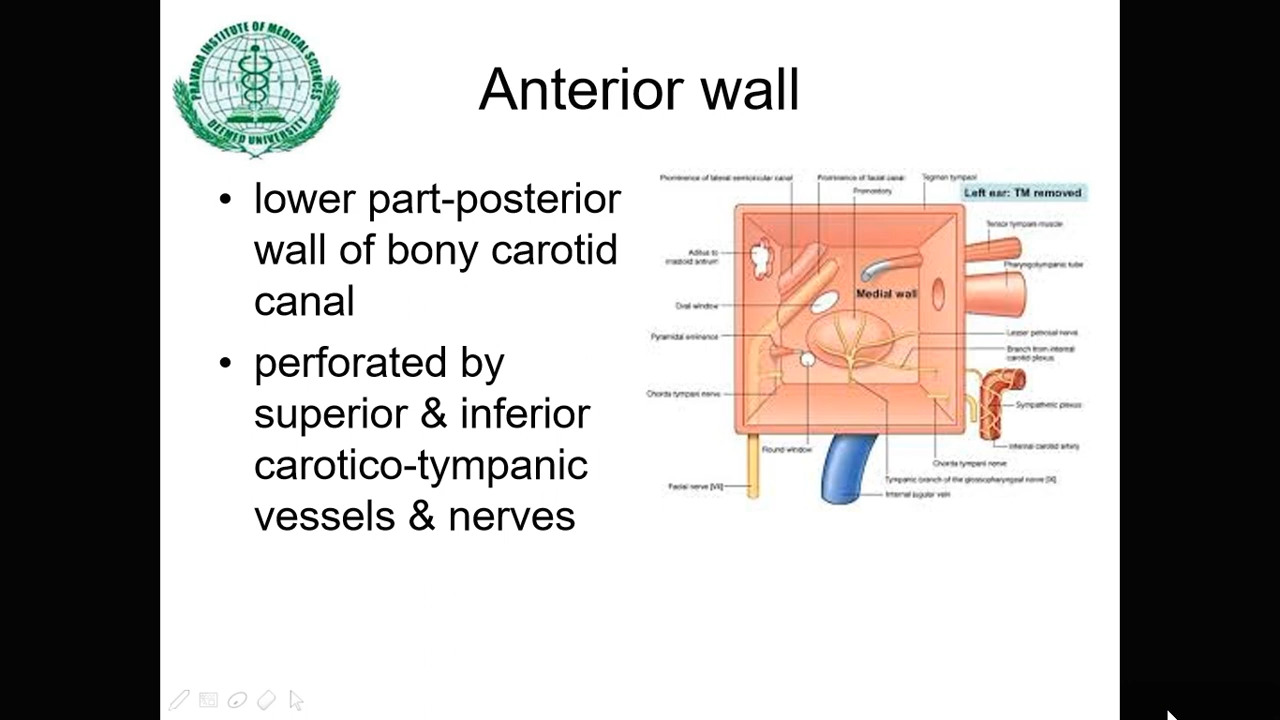 PRAVARA INSTITUTE OF MEDICAL SCIENCES
DEEMED UNIVERSITY
Anterior wall
• lower part-posterior
wall of bony carotid
canal
• perforated by
superior & inferior
carotico-tympanic
vessels & nerves
Prominence of lateral semicircular canal
Prominence of facial canal
Tegmen tympani
Promontory
Left ear: TM removed
Tensor tympani muscle
Aditus to
mastoid antrum
Pharyngotympanic tube
Medial wall
Oval window
Pyramidal eminence
Lesser petrosal nerve
Branch from internal
carotid plexus
Chorda tympani nerve
Sympathetic plexus
Round window
Internal carotid artery
Chorda tympani nerve
Facial nerve [VII]
Tympanic branch of the glossopharyngeal nerve [IX]
Internal jugular vein